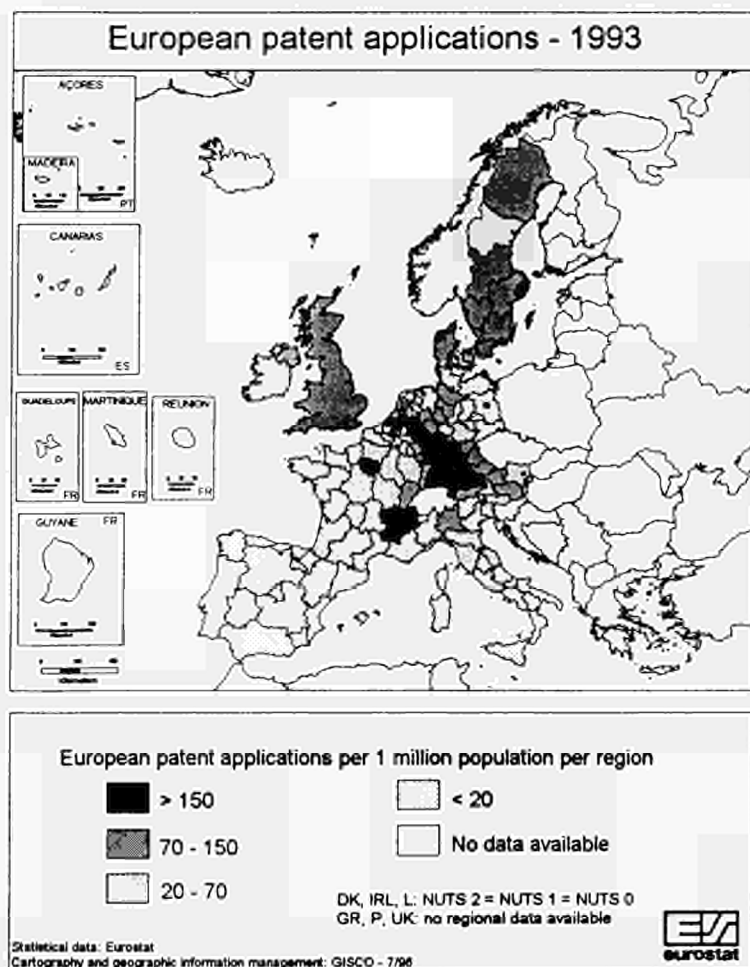 European patent applications - 1993
AÇORES
MADEIRA
PT
CANARIAS
ES
GUADELOUPE
FR
MARTINIQUE
FR
REUNION
FR
GUYANE FR
European patent applications per 1 million population per region
> 150
70 - 150
20 - 70
< 20
No data available
DK, IRL, L: NUTS 2 = NUTS 1 = NUTS 0
GR, P, UK: no regional data available
Statistical data: Eurostat
Cartography and geographic information management: GISCO - 7/96
eurostat